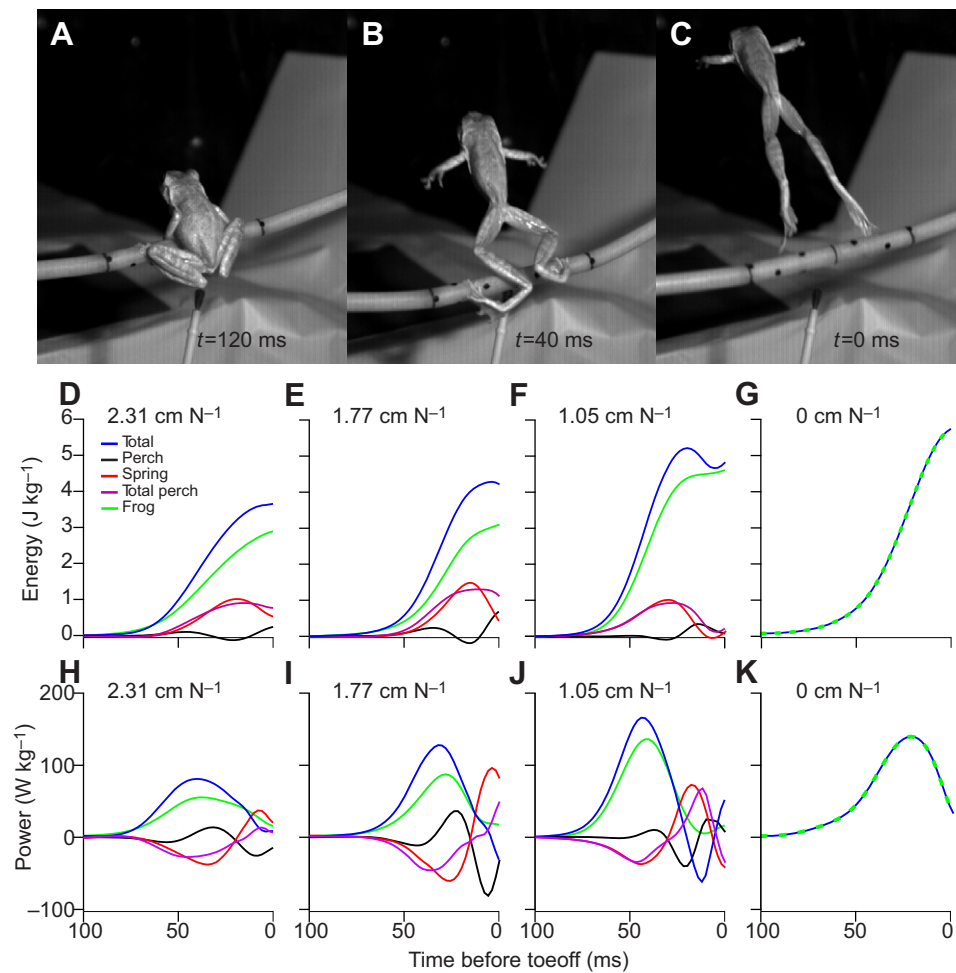 A
B
C
t=120 ms
t=40 ms
t=0 ms
D
E
F
G
2.31 cm N–1
1.77 cm N–1
1.05 cm N–1
0 cm N–1
6
5
4
3
2
1
0
Energy (J kg–1)
Total
Perch
Spring
Total perch
Frog
H
I
J
K
2.31 cm N–1
1.77 cm N–1
1.05 cm N–1
0 cm N–1
200
100
0
–100
Power (W kg–1)
100 50 0
100 50 0
100 50 0
100 50 0
Time before toeoff (ms)